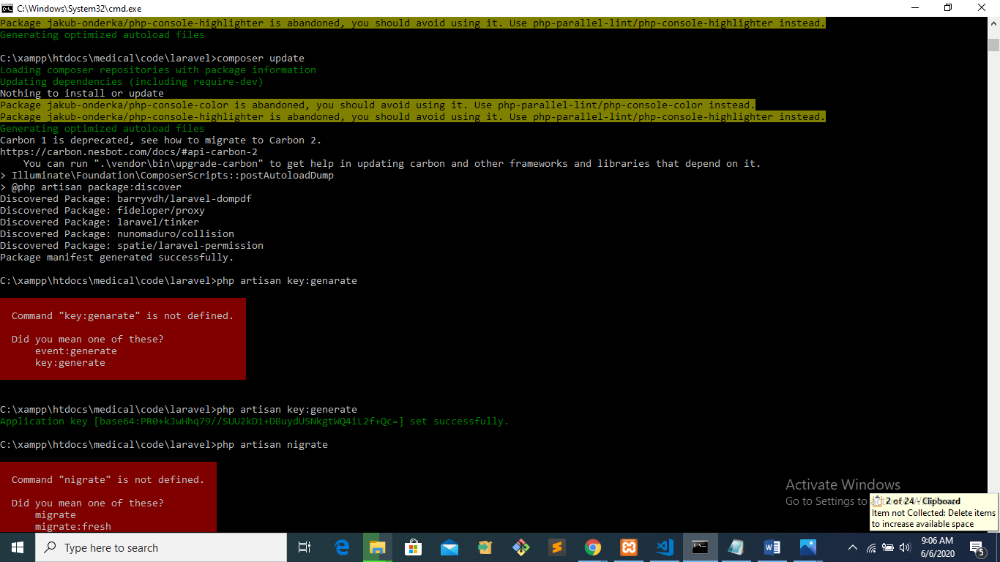 C:\Windows\System32\cmd.exe
Package jakub-onderka/php-console-highlighter is abandoned, you should avoid using it. Use php-parallel-lint/php-console-highlighter instead.
Generating optimized autoload files
C:\xampp\htdocs\medical\code\laravel>composer update
Loading composer repositories with package information
Updating dependencies (including require-dev)
Nothing to install or update
Package jakub-onderka/php-console-color is abandoned, you should avoid using it. Use php-parallel-lint/php-console-color instead.
Package jakub-onderka/php-console-highlighter is abandoned, you should avoid using it. Use php-parallel-lint/php-console-highlighter instead.
Generating optimized autoload files
Carbon 1 is deprecated, see how to migrate to Carbon 2.
https://carbon.nesbot.com/docs/#api-carbon-2
You can run ".\vendor\bin\upgrade-carbon" to get help in updating carbon and other frameworks and libraries that depend on it.
> Illuminate\Foundation\ComposerScripts::postAutoloadDump
> @php artisan package:discover
Discovered Package: barryvdh/laravel-dompdf
Discovered Package: fideloper/proxy
Discovered Package: laravel/tinker
Discovered Package: nunomaduro/collision
Discovered Package: spatie/laravel-permission
Package manifest generated successfully.
C:\xampp\htdocs\medical\code\laravel>php artisan key:genarate
Command "key:genarate" is not defined.
Did you mean one of these?
event:generate
key:generate
C:\xampp\htdocs\medical\code\laravel>php artisan key:generate
Application key [base64:PR0+kJwHhq79//SUU2kD1+DBuydUSNkgtWQ4iL2f+Qc=] set successfully.
C:\xampp\htdocs\medical\code\laravel>php artisan nigrate
Command "nigrate" is not defined.
Did you mean one of these?
migrate
migrate:fresh
Activate Windows
Go to Settings to
2 of 24 - Clipboard
Item not Collected: Delete items
to increase available space
Type here to search
9:06 AM
6/6/2020
5